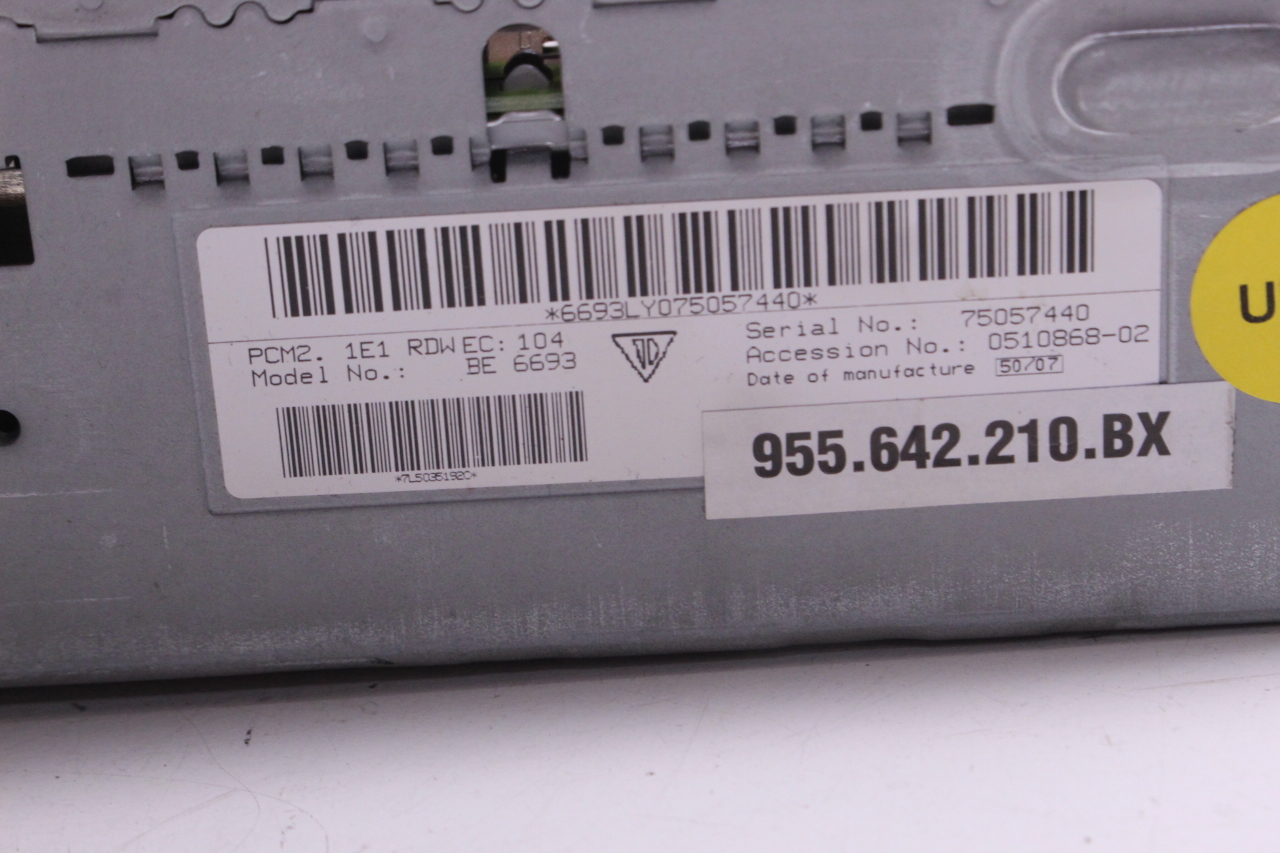 *6693LY075057440*
PCM2. 1E1 RDW EC: 104
Model No.: BE 6693
Serial No.: 75057440
Accession No.: 0510868-02
Date of manufacture 50/07
*7L5035192C*
955.642.210.BX
U